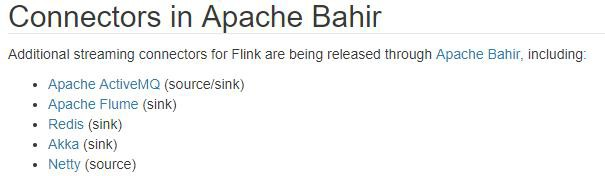 Connectors in Apache Bahir
Additional streaming connectors for Flink are being released through Apache Bahir, including:
• Apache ActiveMQ (source/sink)
• Apache Flume (sink)
• Redis (sink)
• Akka (sink)
• Netty (source)